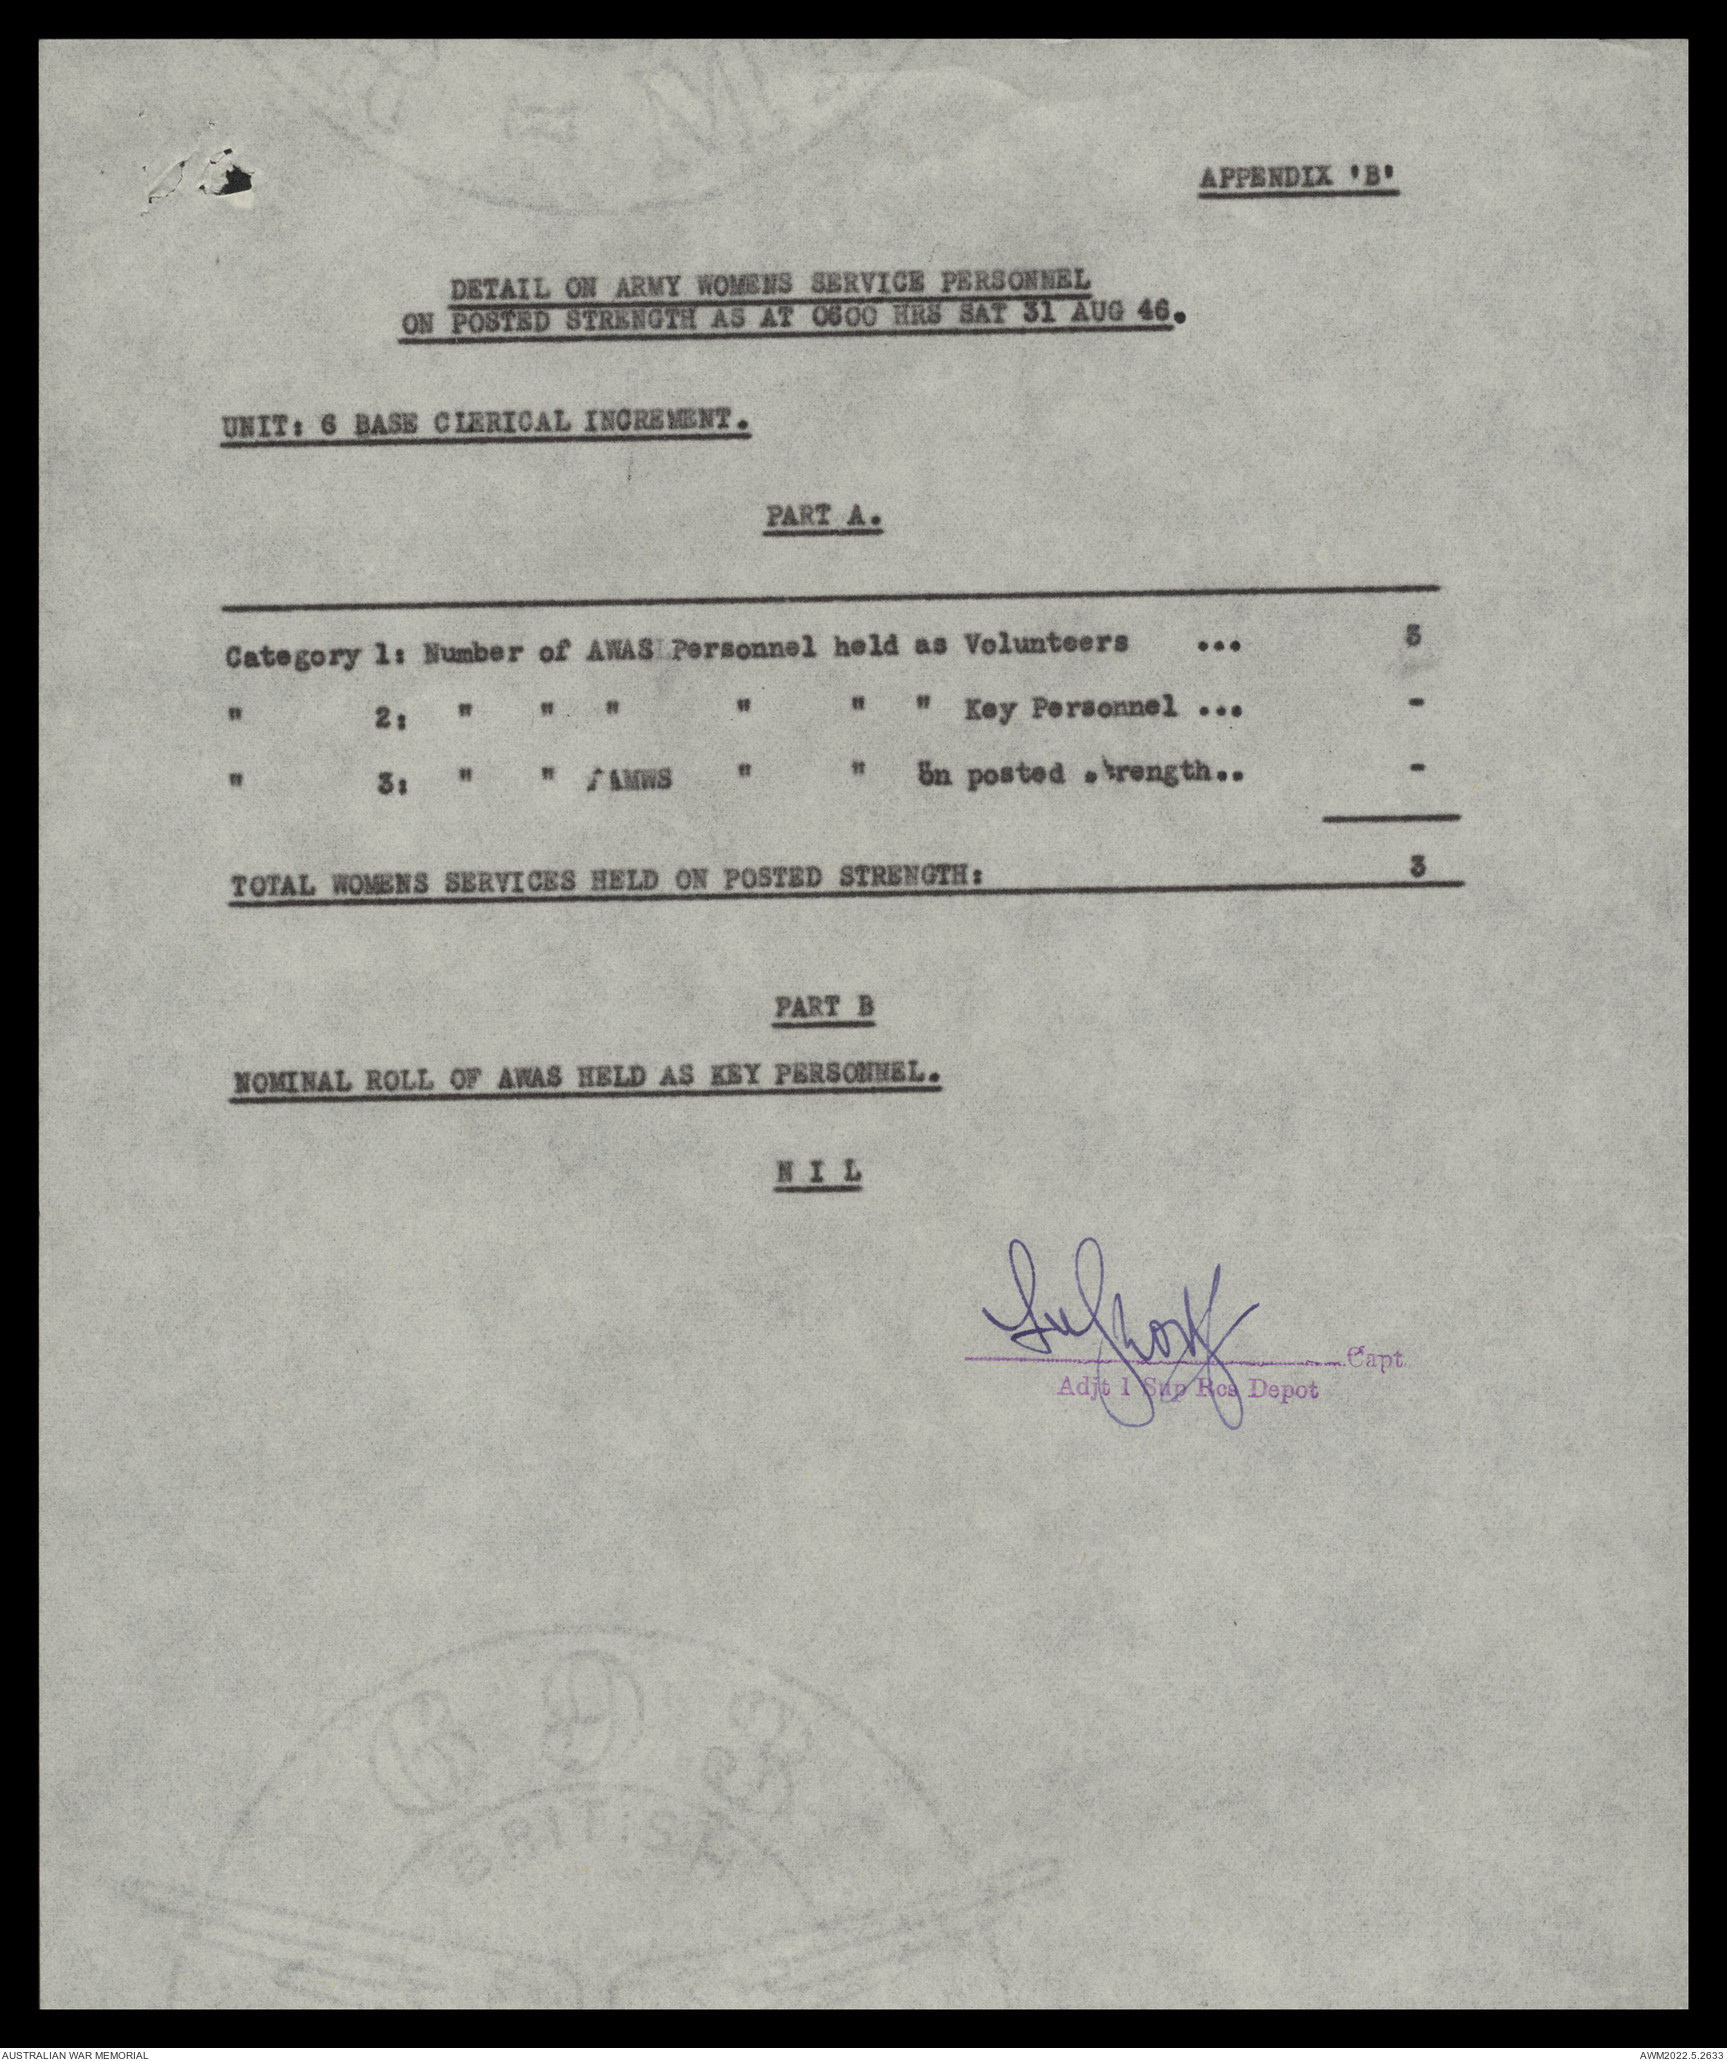 APPENDIX 'B'
DETAIL ON ARMY WOMENS SERVICE PERSONNEL
ON POSTED STRENGTH AS AT 0600 HRS SAT 31 AUG 46.
UNIT: 6 BASE CLERICAL INCREMENT.
PART A.
Category 1: Number of AWAS Personnel held as Volunteers ... 3
" 2: " " " " " " Key Personnel ... -
" 3: " " AAMWS " " on posted strength.. -
TOTAL WOMENS SERVICES HELD ON POSTED STRENGTH: 3
PART B
NOMINAL ROLL OF AWAS HELD AS KEY PERSONNEL.
N I L
Capt
Adjt 1 Sup Rcs Depot
BRITISH
AUSTRALIAN WAR MEMORIAL
AWM2022.5.2633